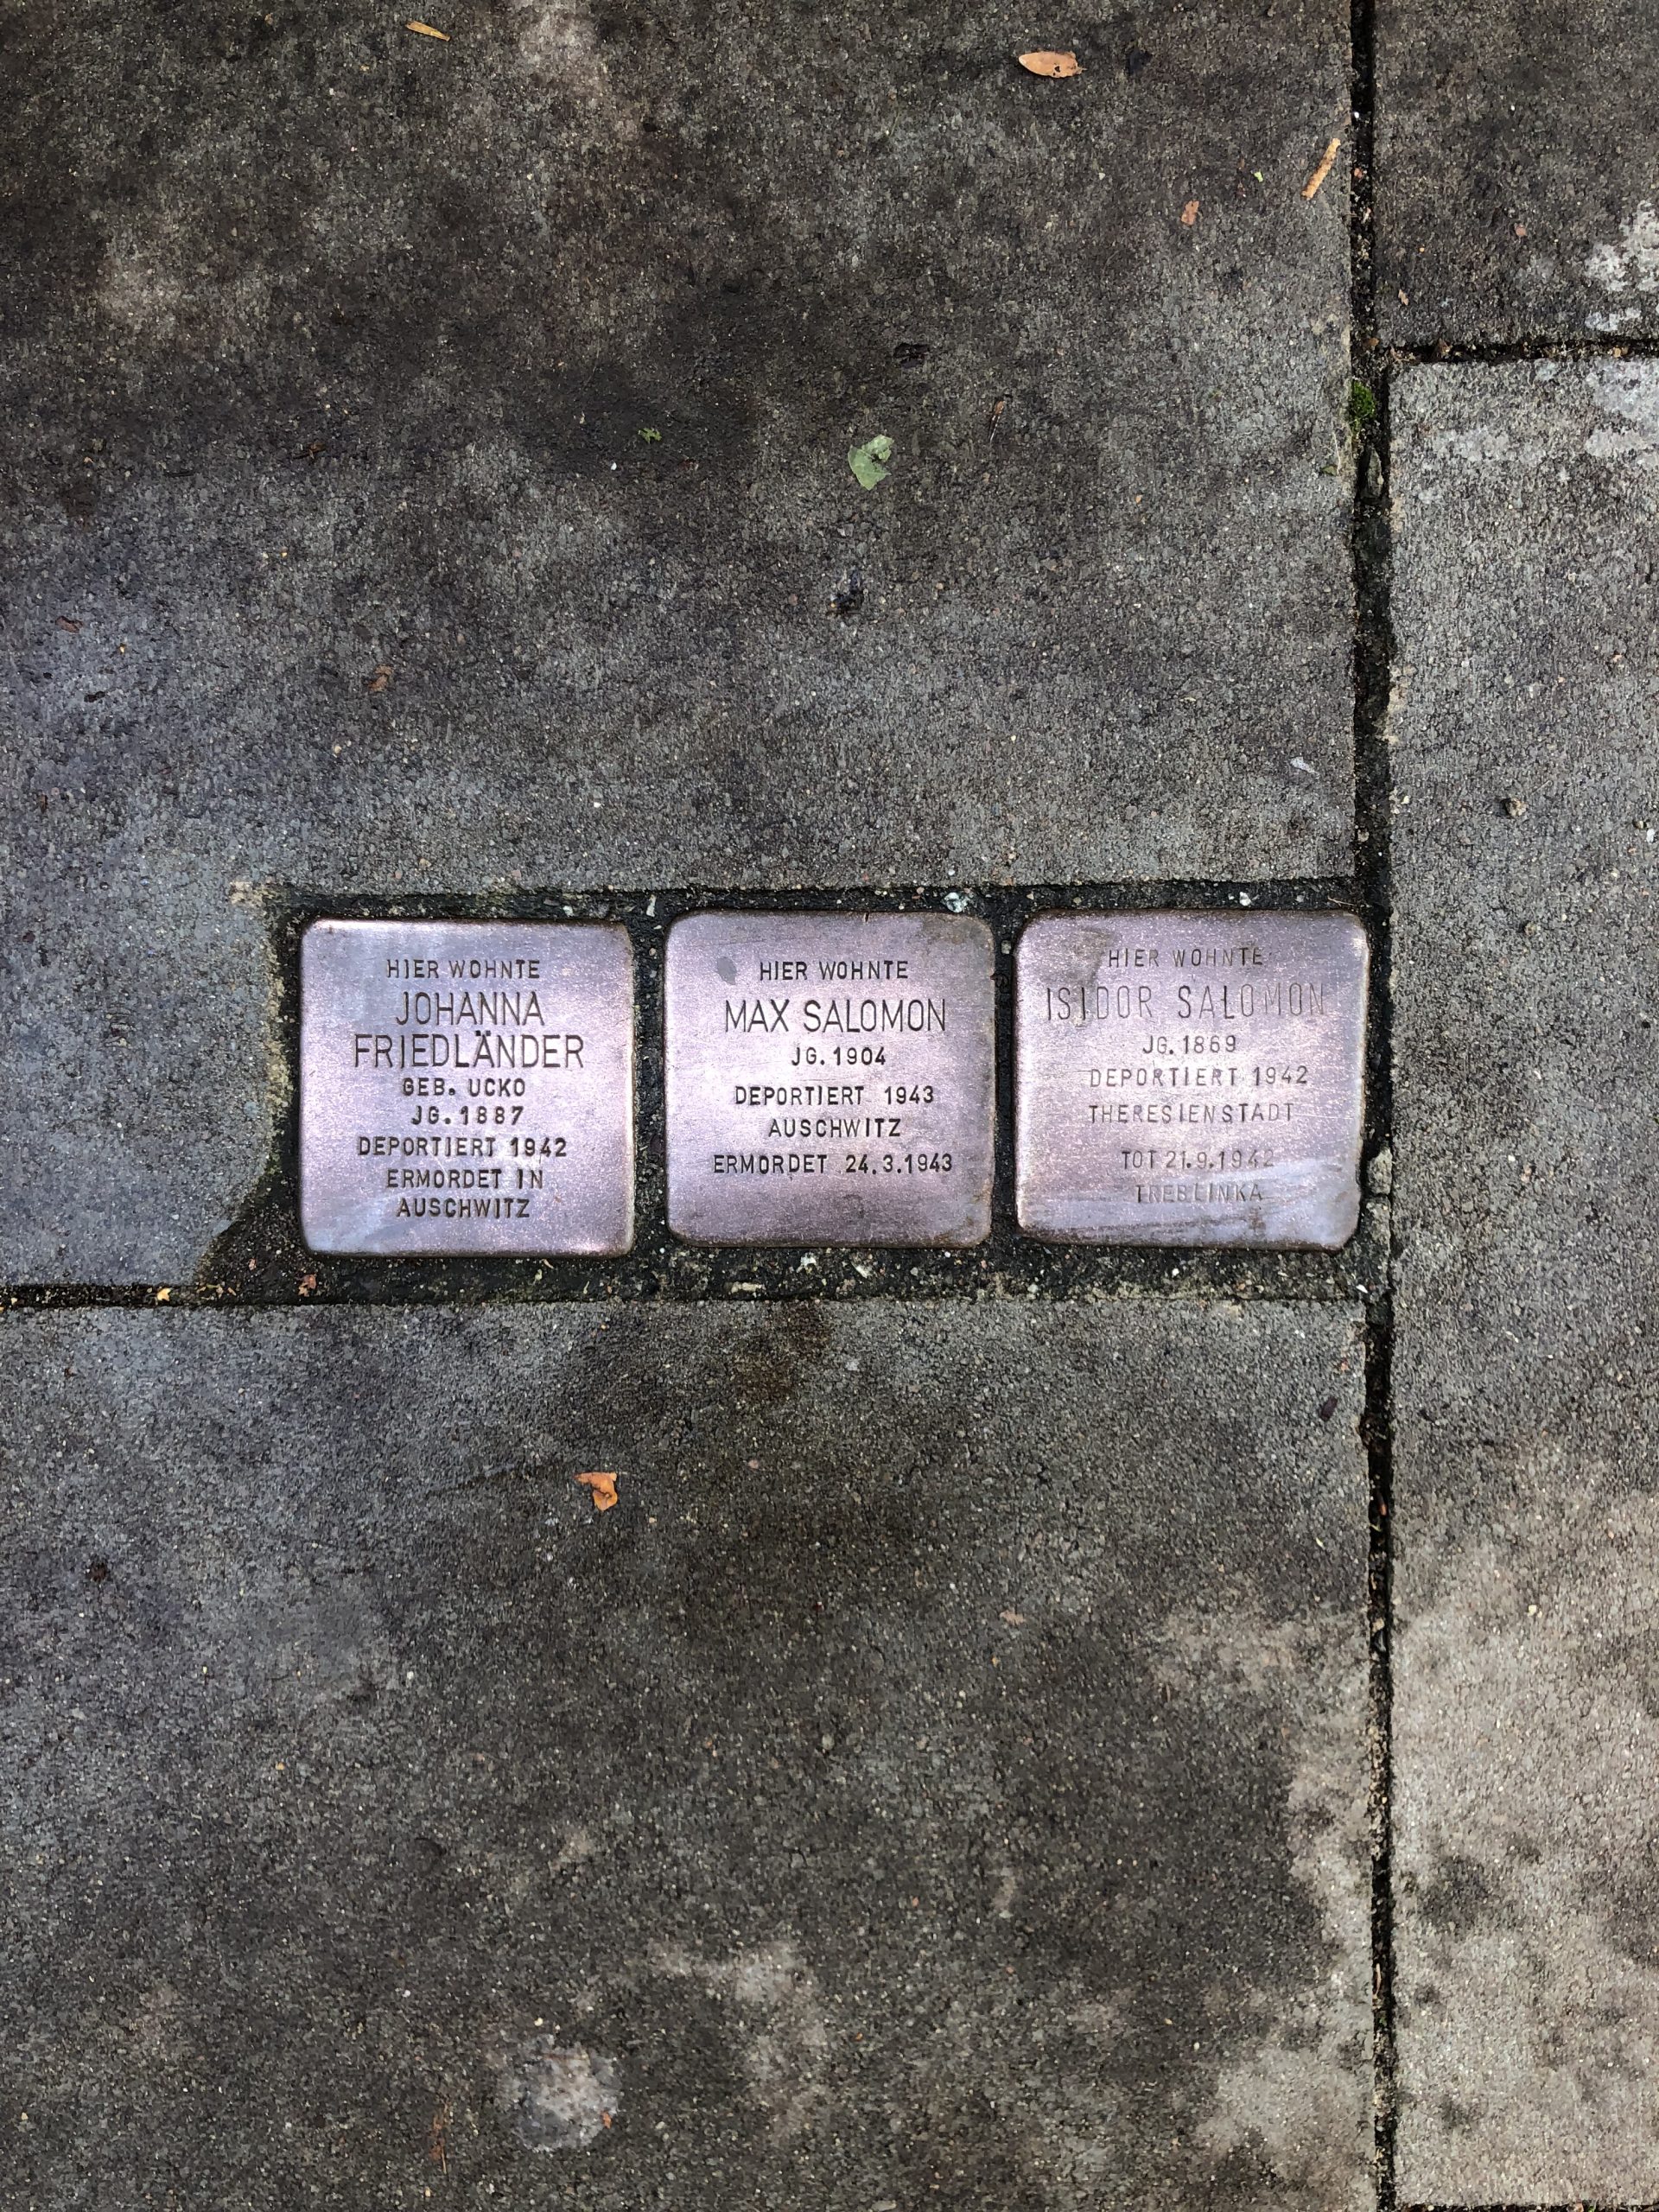 HIER WOHNTE
JOHANNA
FRIEDLÄNDER
GEB. UCKO
JG. 1887
DEPORTIERT 1942
ERMORDET IN
AUSCHWITZ
HIER WOHNTE
MAX SALOMON
JG. 1904
DEPORTIERT 1943
AUSCHWITZ
ERMORDET 24.3.1943
HIER WOHNTE
ISIDOR SALOMON
JG. 1869
DEPORTIERT 1942
THERESIENSTADT
TOT 21.9.1942
TREBLINKA